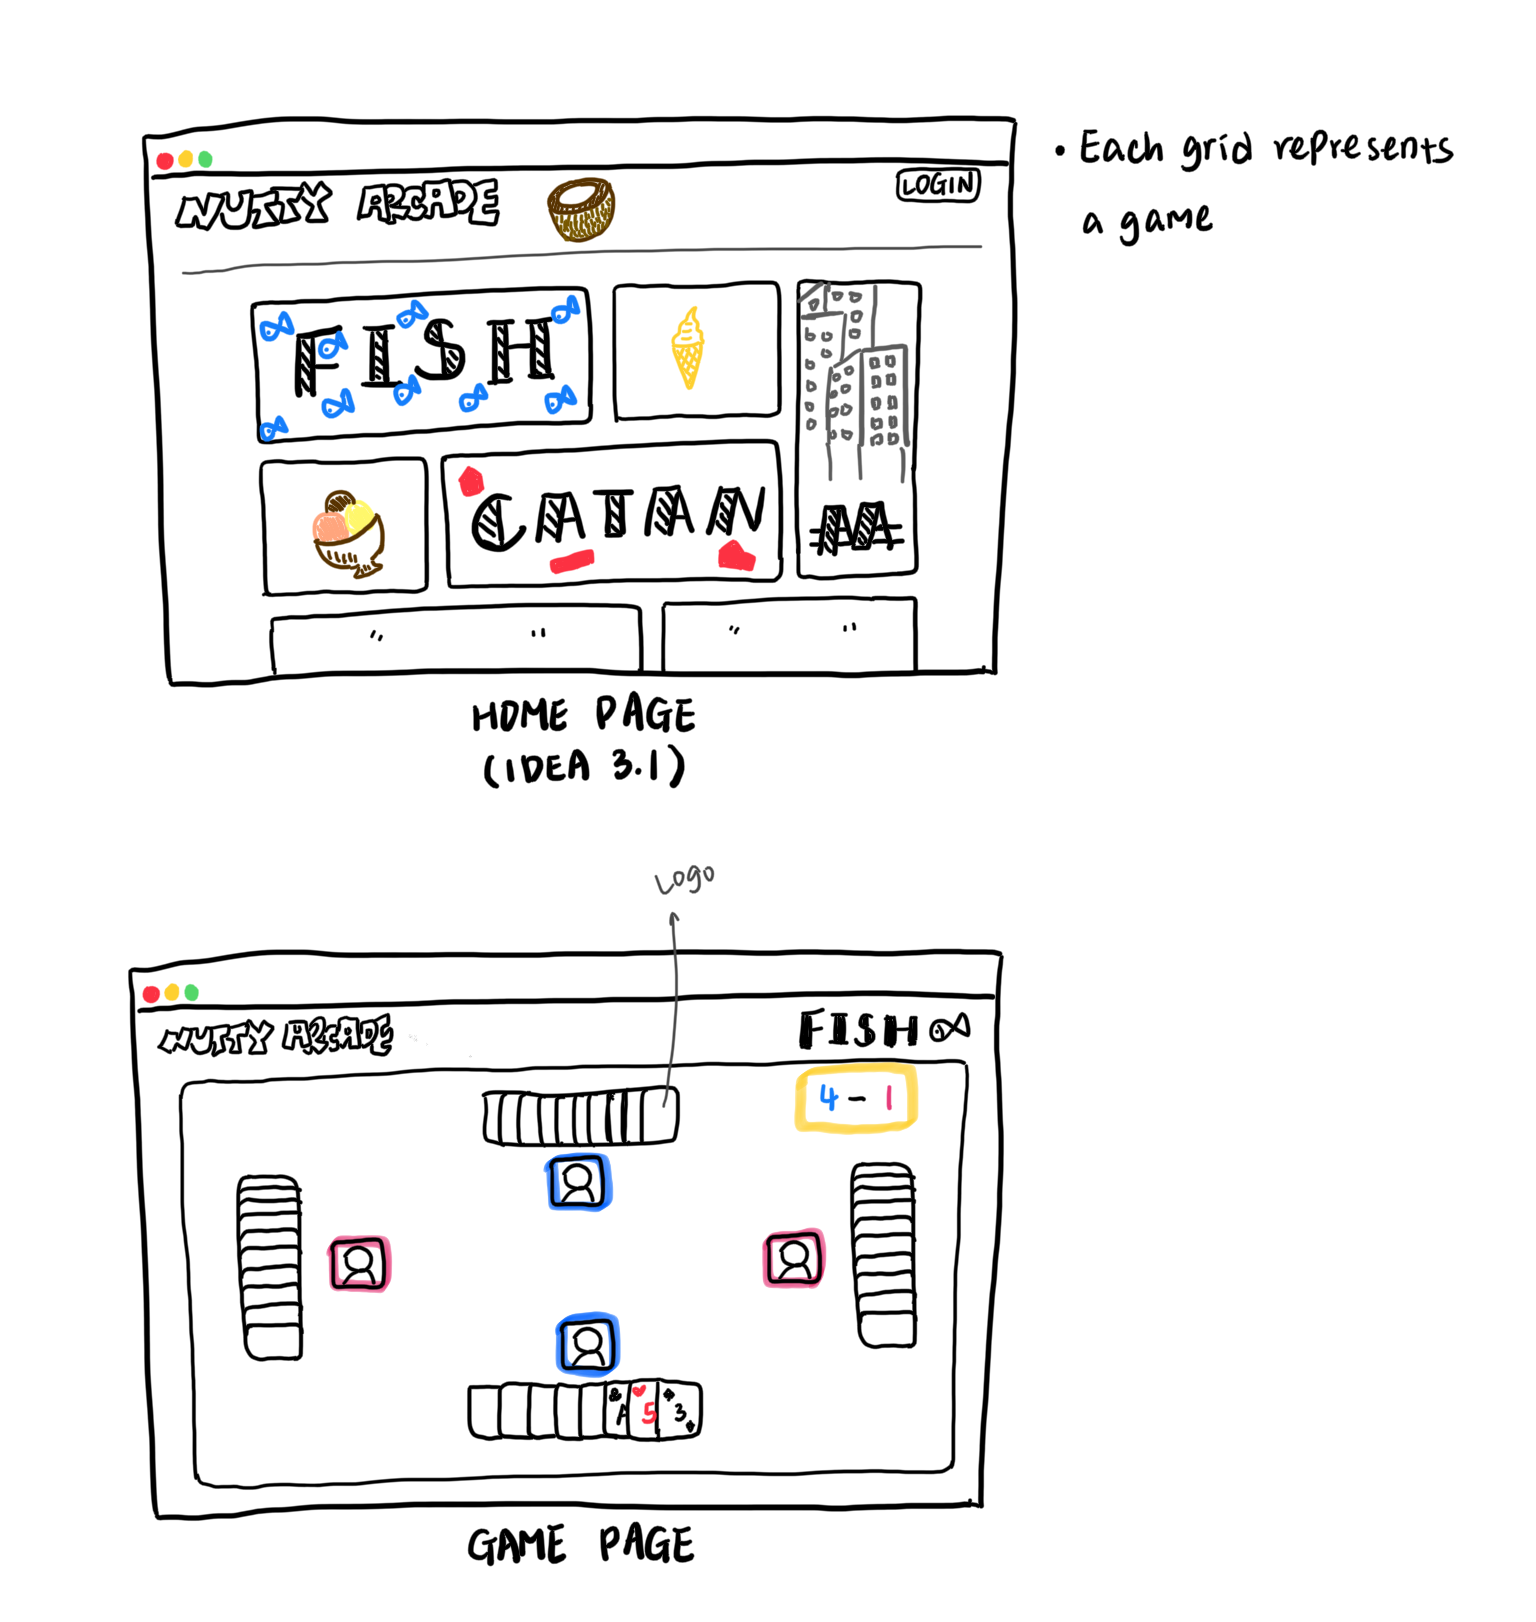 • Each grid represents
a game
NUTTY ARCADE
LOGIN
FISH
CATAN
HOME PAGE
(IDEA 3.1)
Logo
NUTTY ARCADE
FISH
4 - 1
A 5 3
GAME PAGE